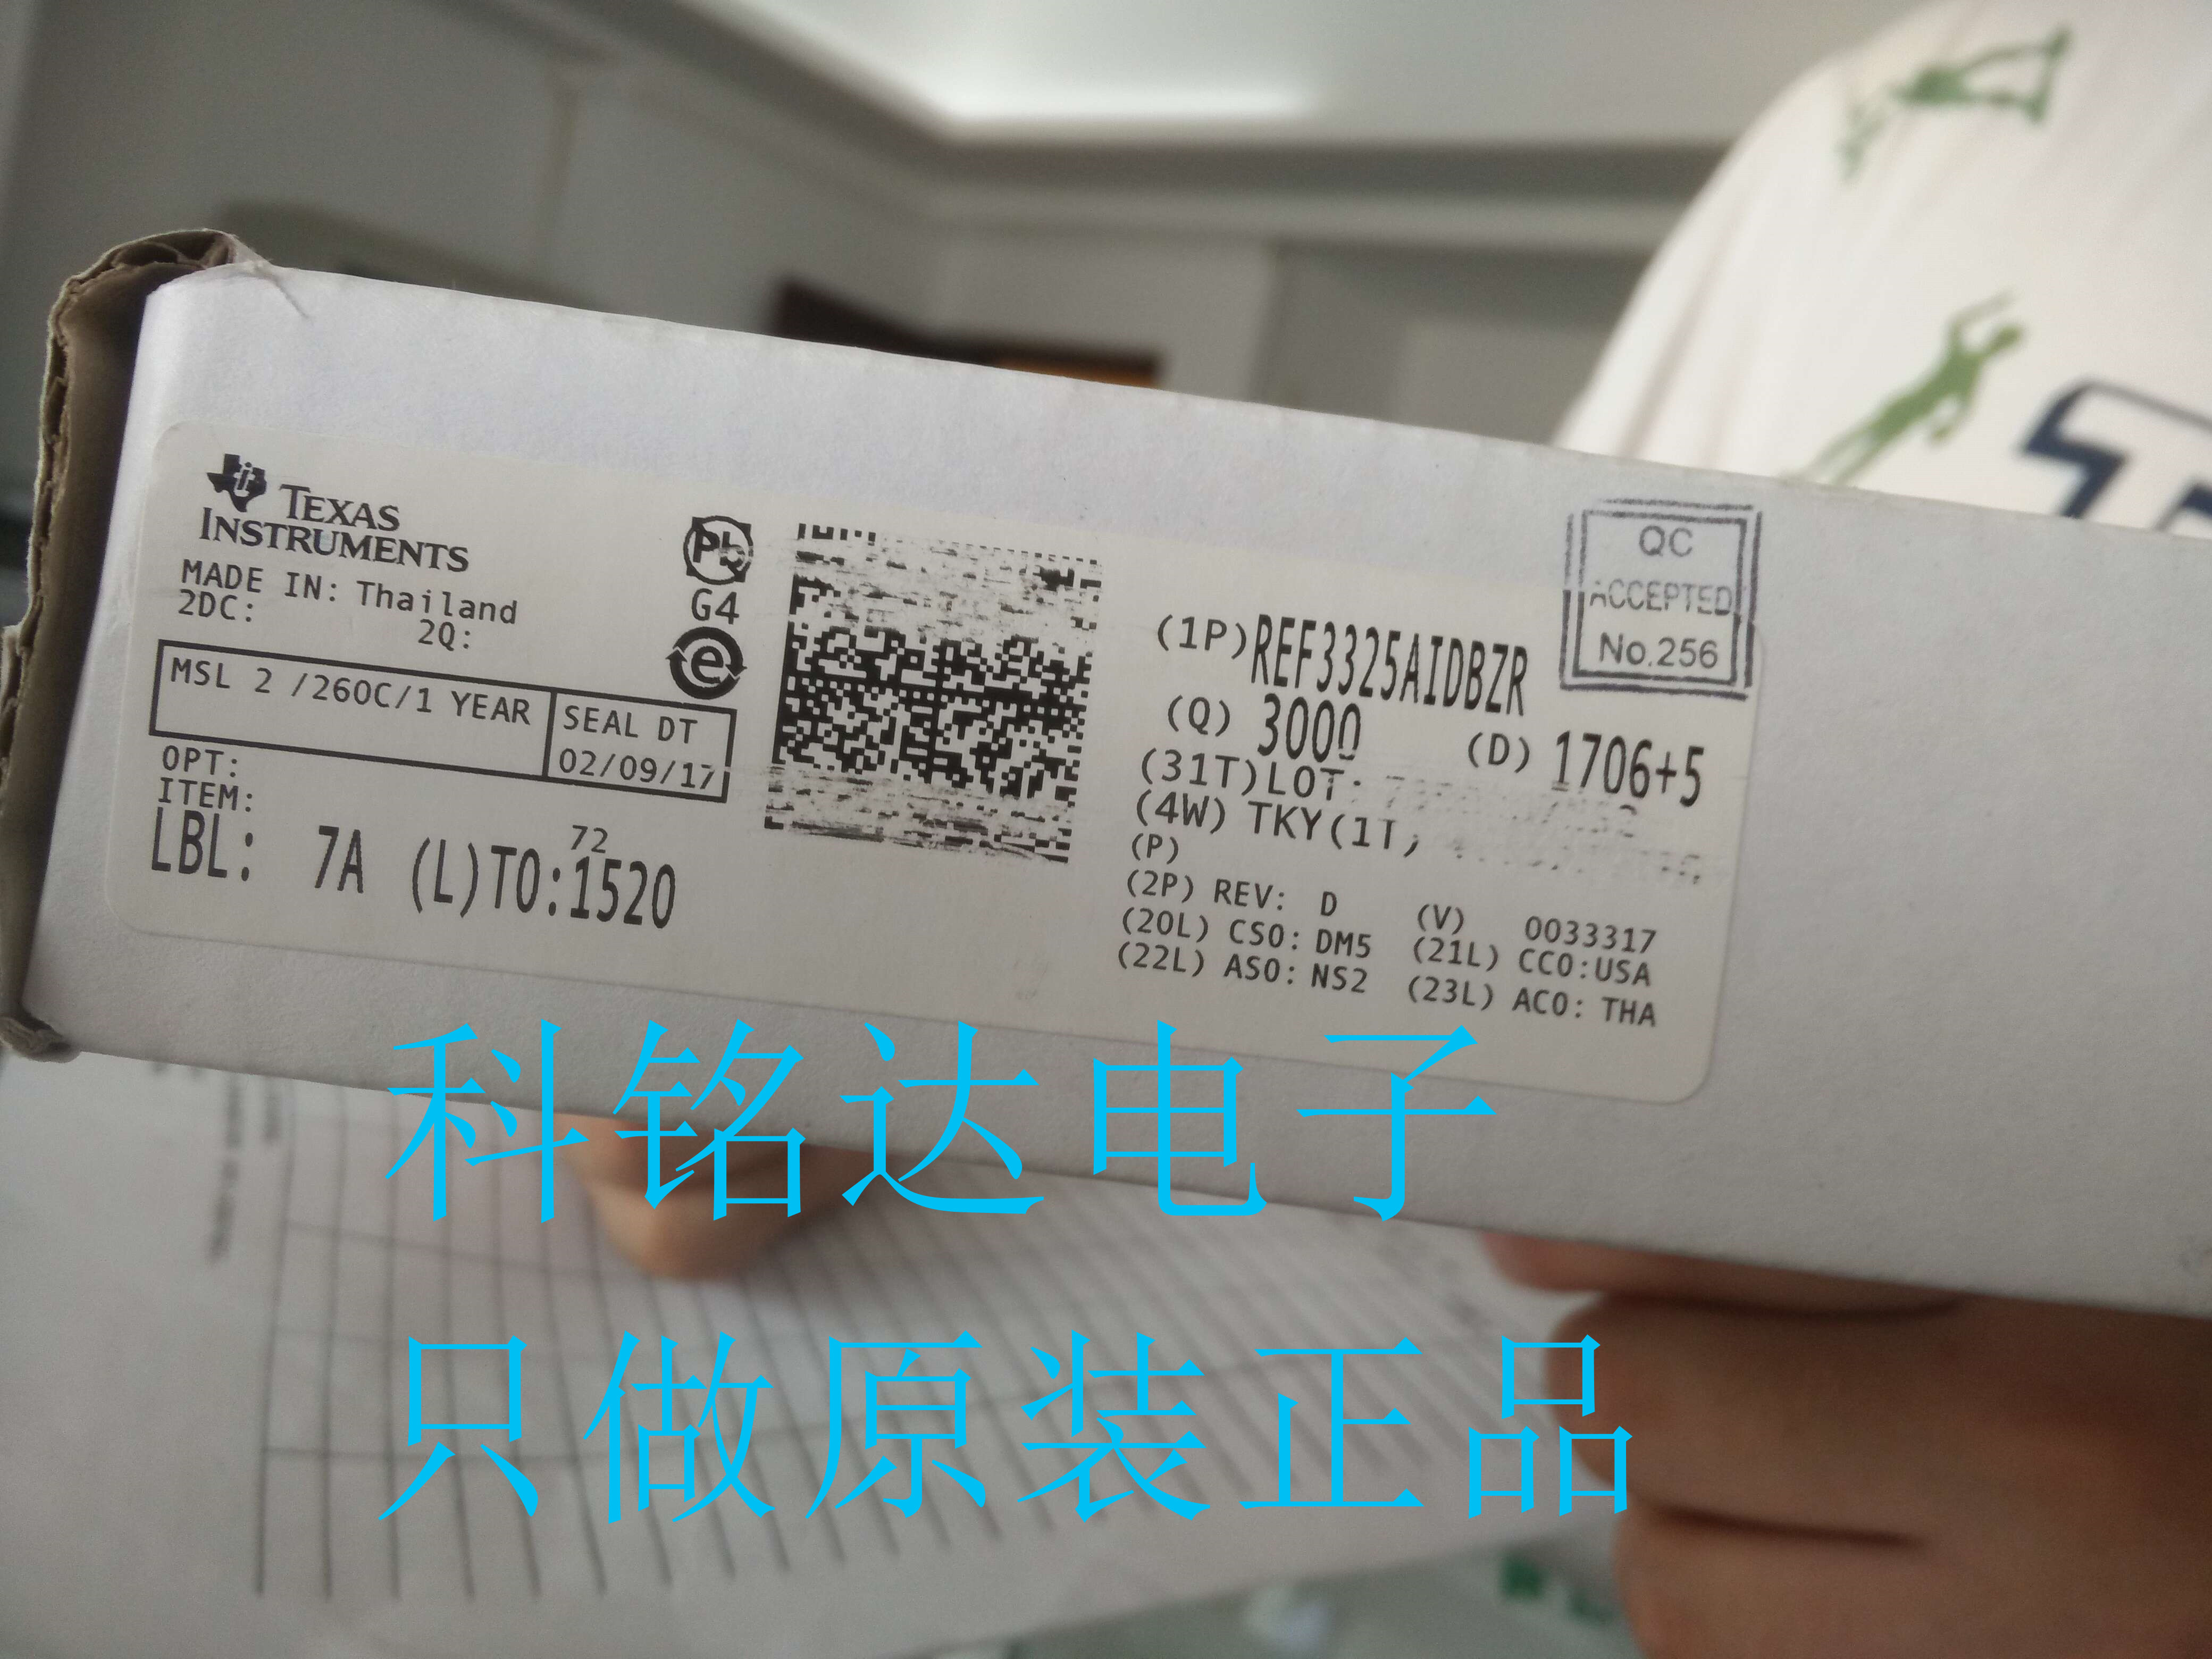 TEXAS
INSTRUMENTS
MADE IN: Thailand
2DC:
2Q:
Pb
G4
e
MSL 2 /260C/1 YEAR
SEAL DT
02/09/17
OPT:
ITEM:
72
LBL: 7A (L)TO:1520
QC
ACCEPTED
No.256
(1P)REF3325AIDBZR
(Q) 3000 (D) 1706+5
(31T)LOT:
(4W) TKY(1T,
(P)
(2P) REV: D (V) 0033317
(20L) CSO: DM5 (21L) CCO:USA
(22L) ASO: NS2 (23L) ACO: THA
科铭达电子
只做原装正品